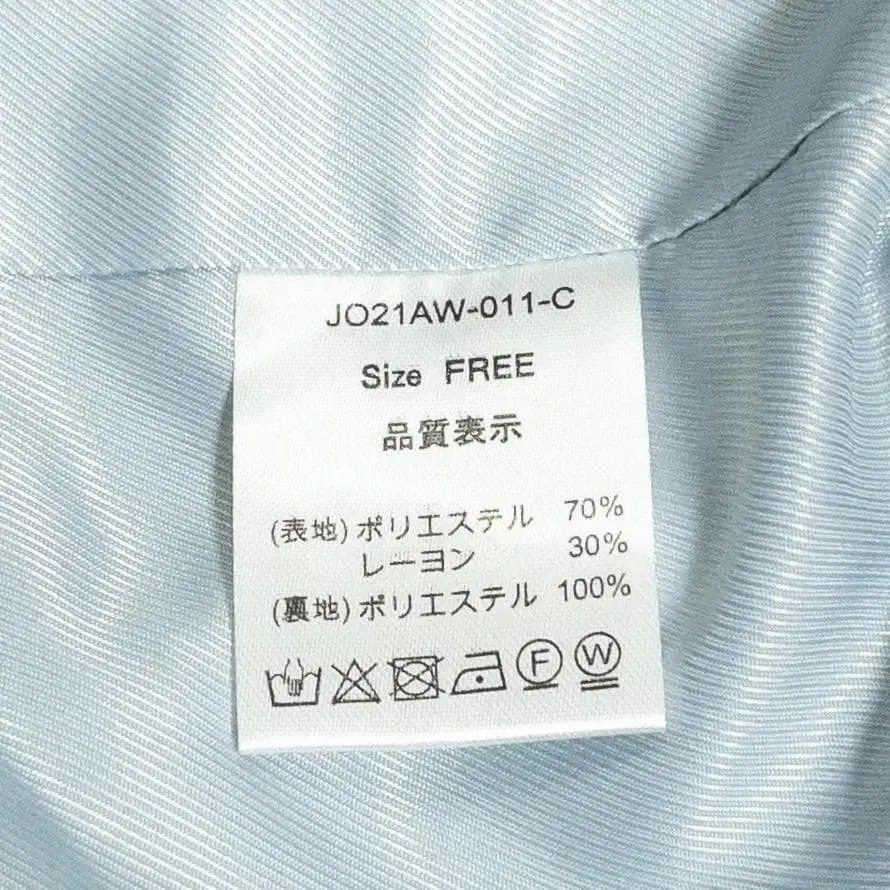 JO21AW-011-C
Size FREE
品質表示
(表地)ポリエステル 70%
レーヨン 30%
(裏地)ポリエステル 100%
F W